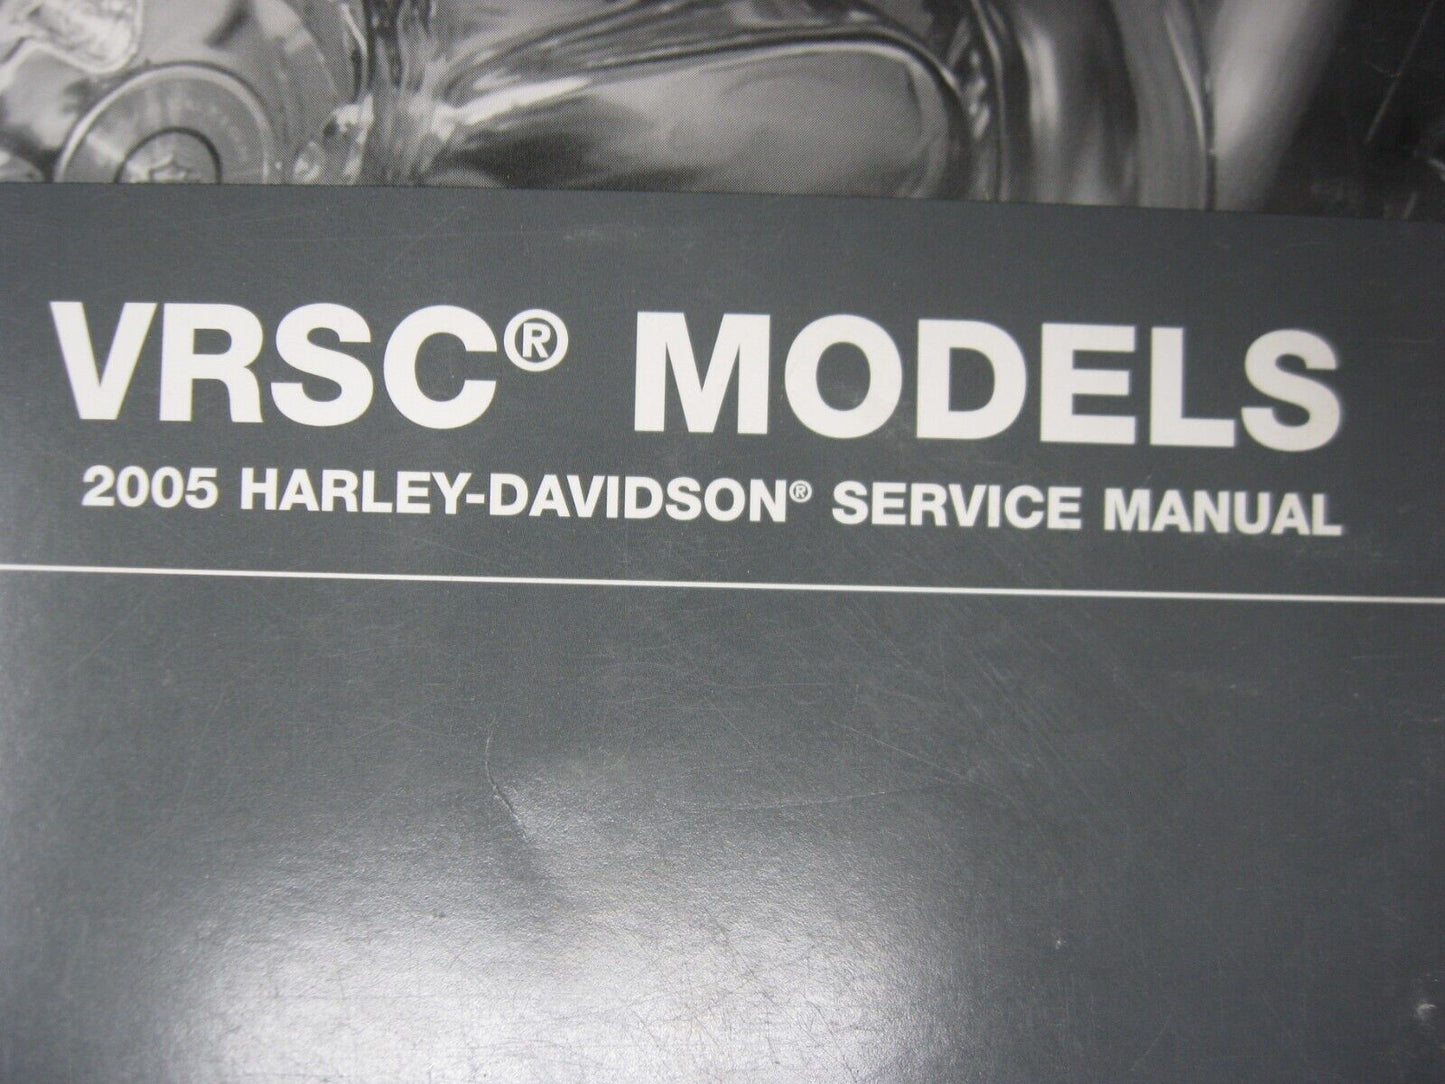 VRSC® MODELS
2005 HARLEY-DAVIDSON® SERVICE MANUAL